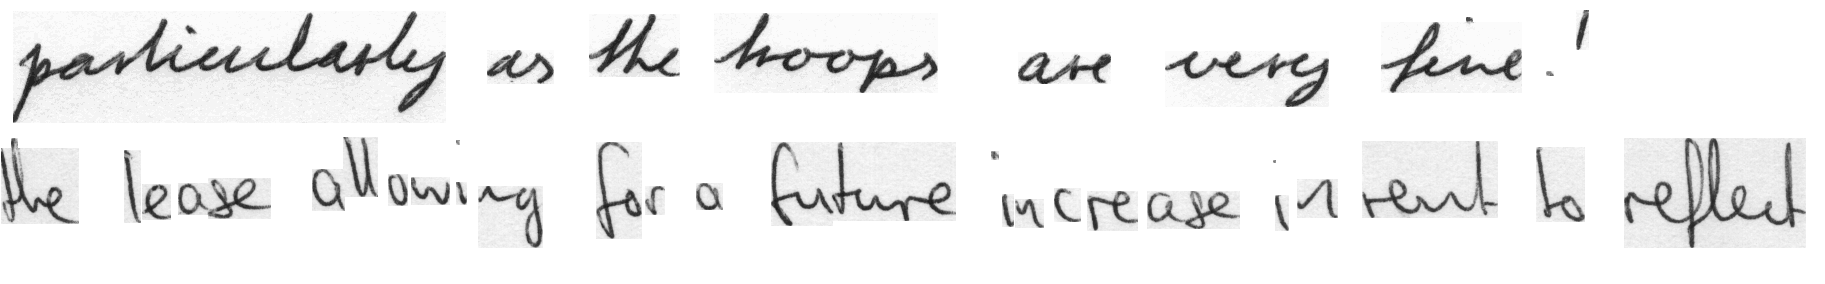 particularly as the troops are very fine!
the lease allowing for a future increase in rent to reflect